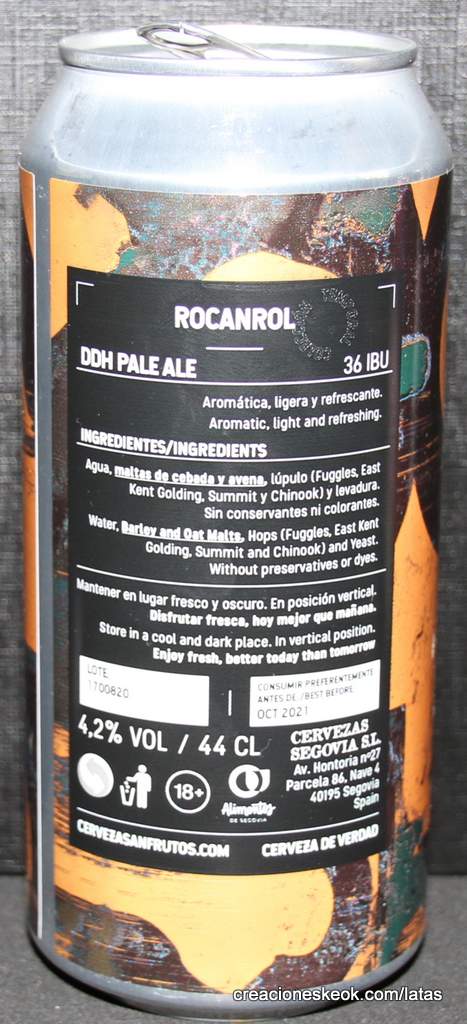 ROCANROL
DDH PALE ALE 36 IBU
Aromática, ligera y refrescante.
Aromatic, light and refreshing.
INGREDIENTES/INGREDIENTS
Agua, maltas de cebada y avena, lúpulo (Fuggles, East
Kent Golding, Summit y Chinook) y levadura.
Sin conservantes ni colorantes.
Water, Barley and Oat Malts, Hops (Fuggles, East Kent
Golding, Summit and Chinook) and Yeast.
Without preservatives or dyes.
Mantener en lugar fresco y oscuro. En posición vertical.
Disfrutar fresca, hoy mejor que mañana.
Store in a cool and dark place. In vertical position.
Enjoy fresh, better today than tomorrow
LOTE
1700820
CONSUMIR PREFERENTEMENTE
ANTES DE /BEST BEFORE
OCT 2021
4,2% VOL / 44 CL
18+
Alimentos
DE SEGOVIA
CERVEZAS
SEGOVIA S.L.
Av. Hontoria nº27
Parcela 86, Nave 4
40195 Segovia
Spain
CERVEZASANFRUTOS.COM CERVEZA DE VERDAD
creacioneskeok.com/latas